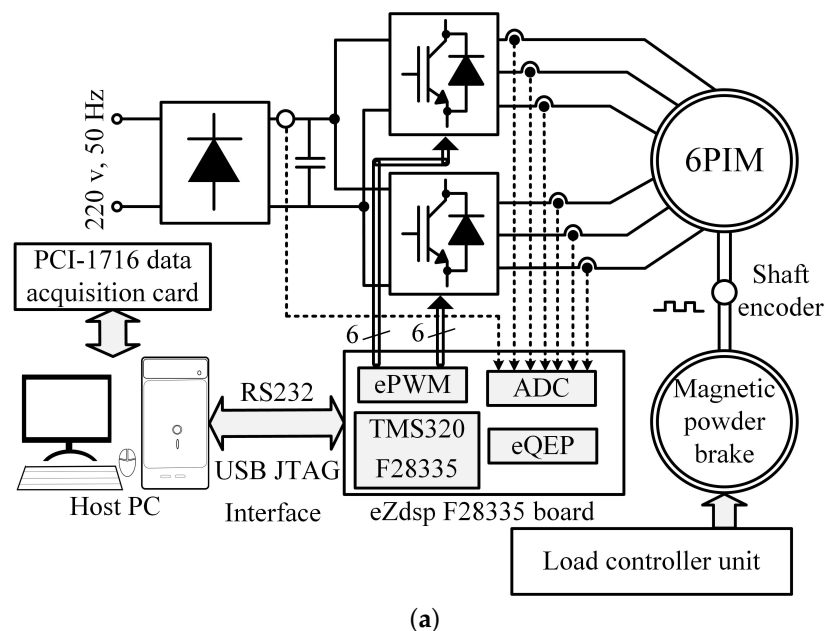 220 v, 50 Hz
6PIM
PCI-1716 data
acquisition card
Shaft
encoder
6
6
ePWM
ADC
RS232
TMS320
F28335
eQEP
Magnetic
powder
brake
USB JTAG
Interface
Host PC
eZdsp F28335 board
Load controller unit
(a)